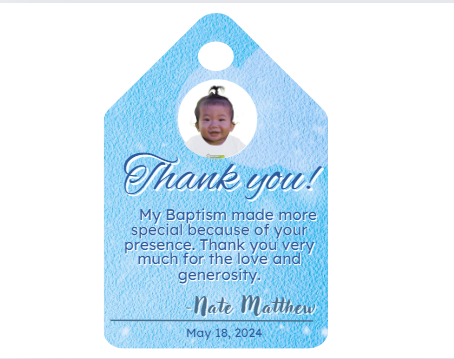 Thank you!
My Baptism made more
special because of your
presence. Thank you very
much for the love and
generosity.
-Nate Matthew
May 18, 2024